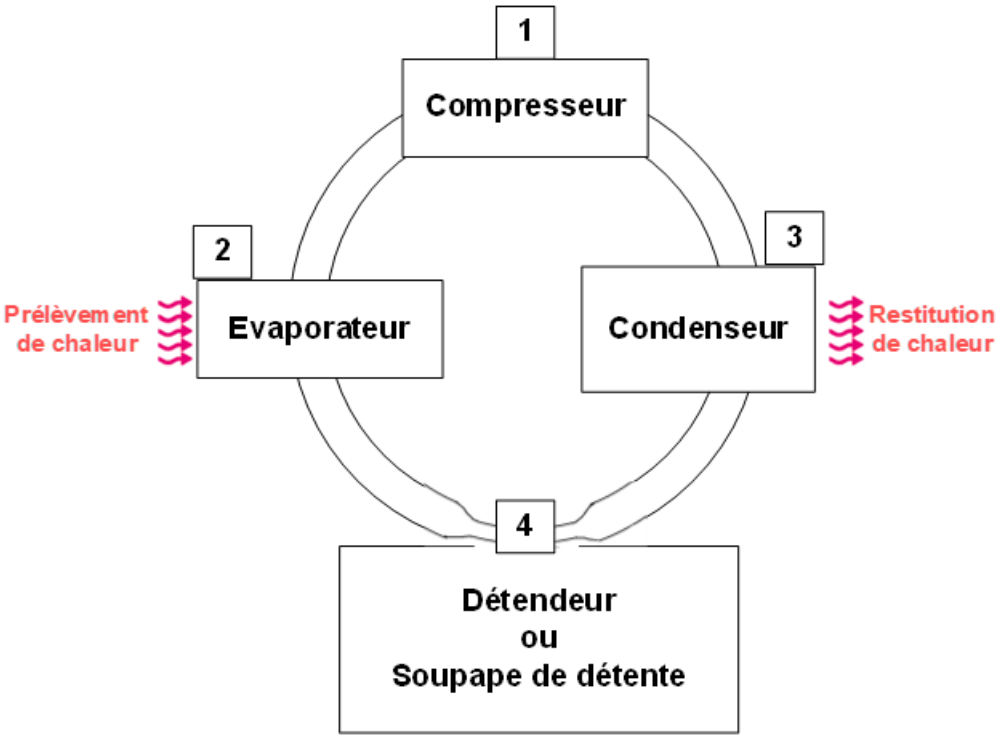 1
Compresseur
2
3
Prélèvement
de chaleur
Evaporateur
Condenseur
Restitution
de chaleur
4
Détendeur
ou
Soupape de détente